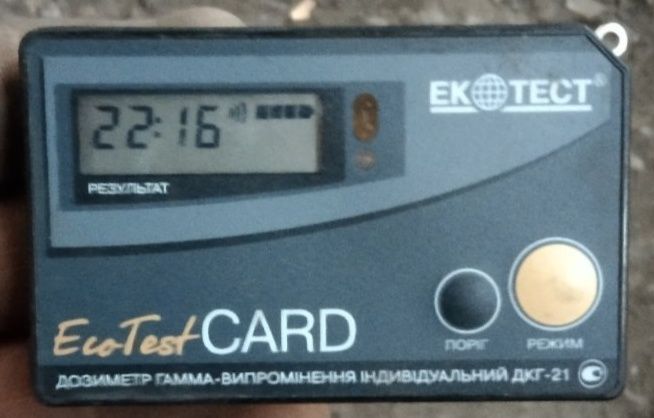 22:16
ЕКОТЕСТ®
РЕЗУЛЬТАТ
EcoTest CARD
ПОРІГ
РЕЖИМ
ДОЗИМЕТР ГАММА-ВИПРОМІНЕННЯ ІНДИВІДУАЛЬНИЙ ДКГ-21